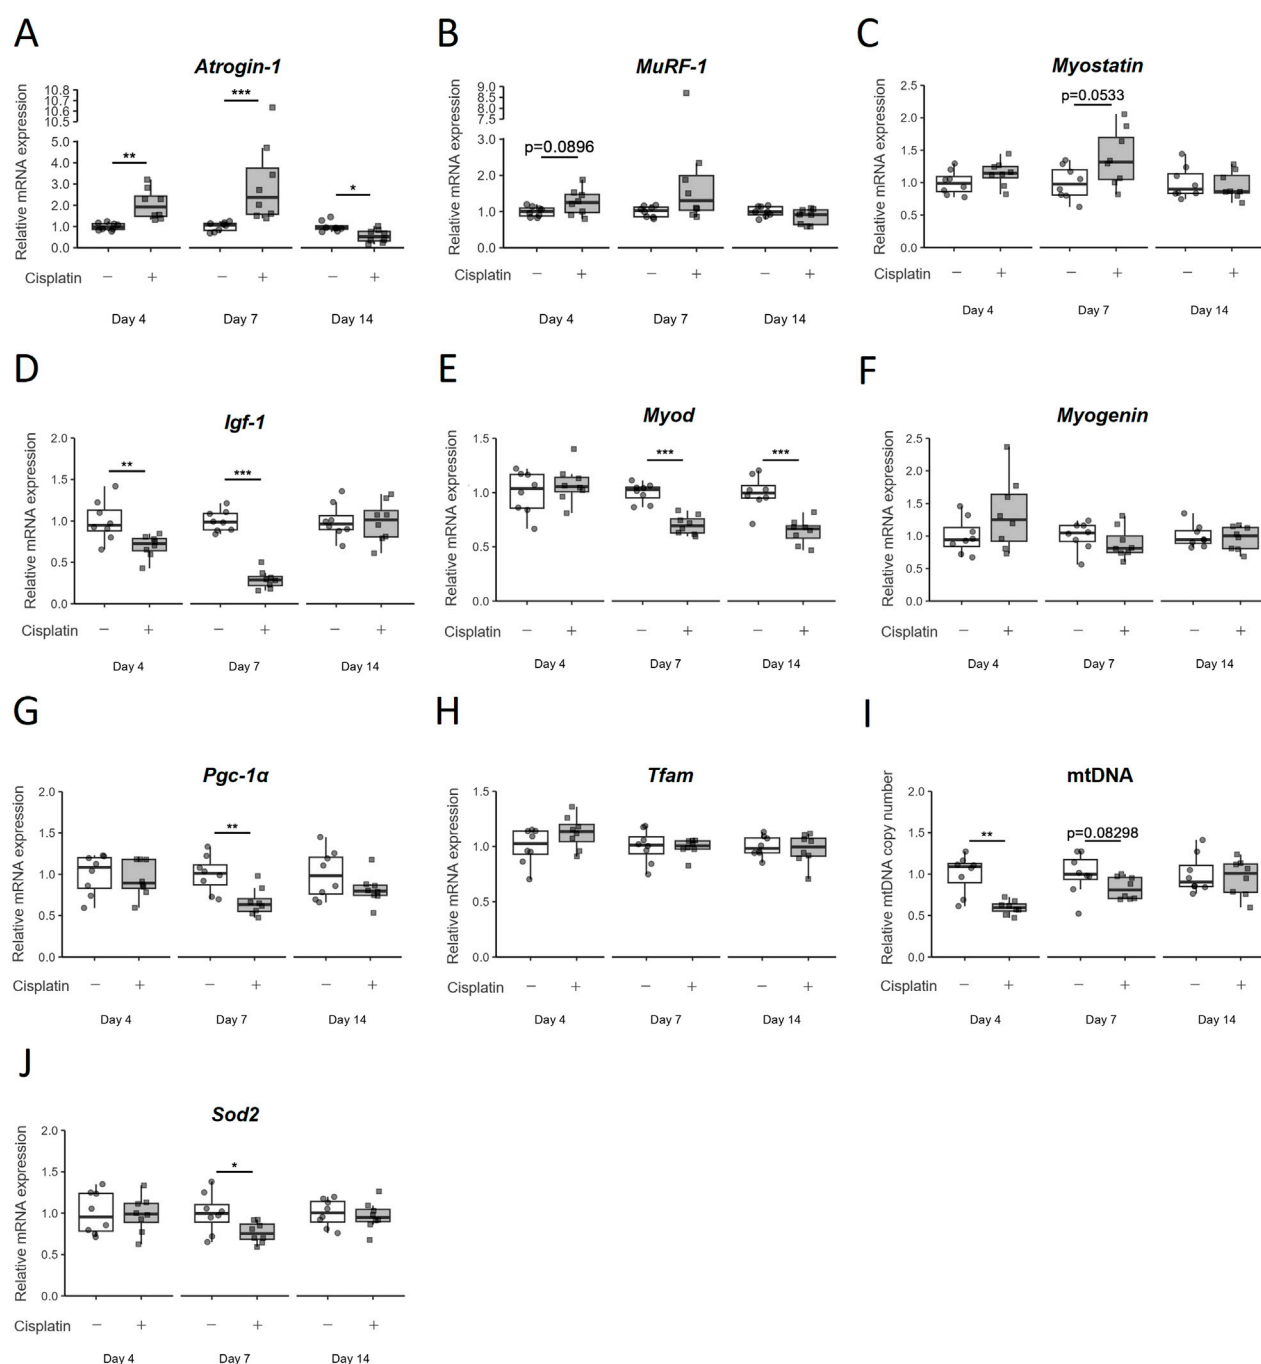 A
Atrogin-1
Relative mRNA expression
10.8
10.7
10.6
10.5
5.0
4.0
3.0
2.0
1.0
0.0
**
***
*
Cisplatin − + − + − +
Day 4 Day 7 Day 14
B
MuRF-1
Relative mRNA expression
9.0
8.5
8.0
7.5
3.0
2.0
1.0
0.0
p=0.0896
Cisplatin − + − + − +
Day 4 Day 7 Day 14
C
Myostatin
Relative mRNA expression
2.5
2.0
1.5
1.0
0.5
0.0
p=0.0533
Cisplatin − + − + − +
Day 4 Day 7 Day 14
D
Igf-1
Relative mRNA expression
2.0
1.5
1.0
0.5
0.0
**
***
Cisplatin − + − + − +
Day 4 Day 7 Day 14
E
Myod
Relative mRNA expression
1.5
1.0
0.5
0.0
***
***
Cisplatin − + − + − +
Day 4 Day 7 Day 14
F
Myogenin
Relative mRNA expression
2.5
2.0
1.5
1.0
0.5
0.0
Cisplatin − + − + − +
Day 4 Day 7 Day 14
G
Pgc-1α
Relative mRNA expression
2.0
1.5
1.0
0.5
0.0
**
Cisplatin − + − + − +
Day 4 Day 7 Day 14
H
Tfam
Relative mRNA expression
1.5
1.0
0.5
0.0
Cisplatin − + − + − +
Day 4 Day 7 Day 14
I
mtDNA
Relative mtDNA copy number
2.0
1.5
1.0
0.5
0.0
**
p=0.08298
Cisplatin − + − + − +
Day 4 Day 7 Day 14
J
Sod2
Relative mRNA expression
2.0
1.5
1.0
0.5
0.0
*
Cisplatin − + − + − +
Day 4 Day 7 Day 14